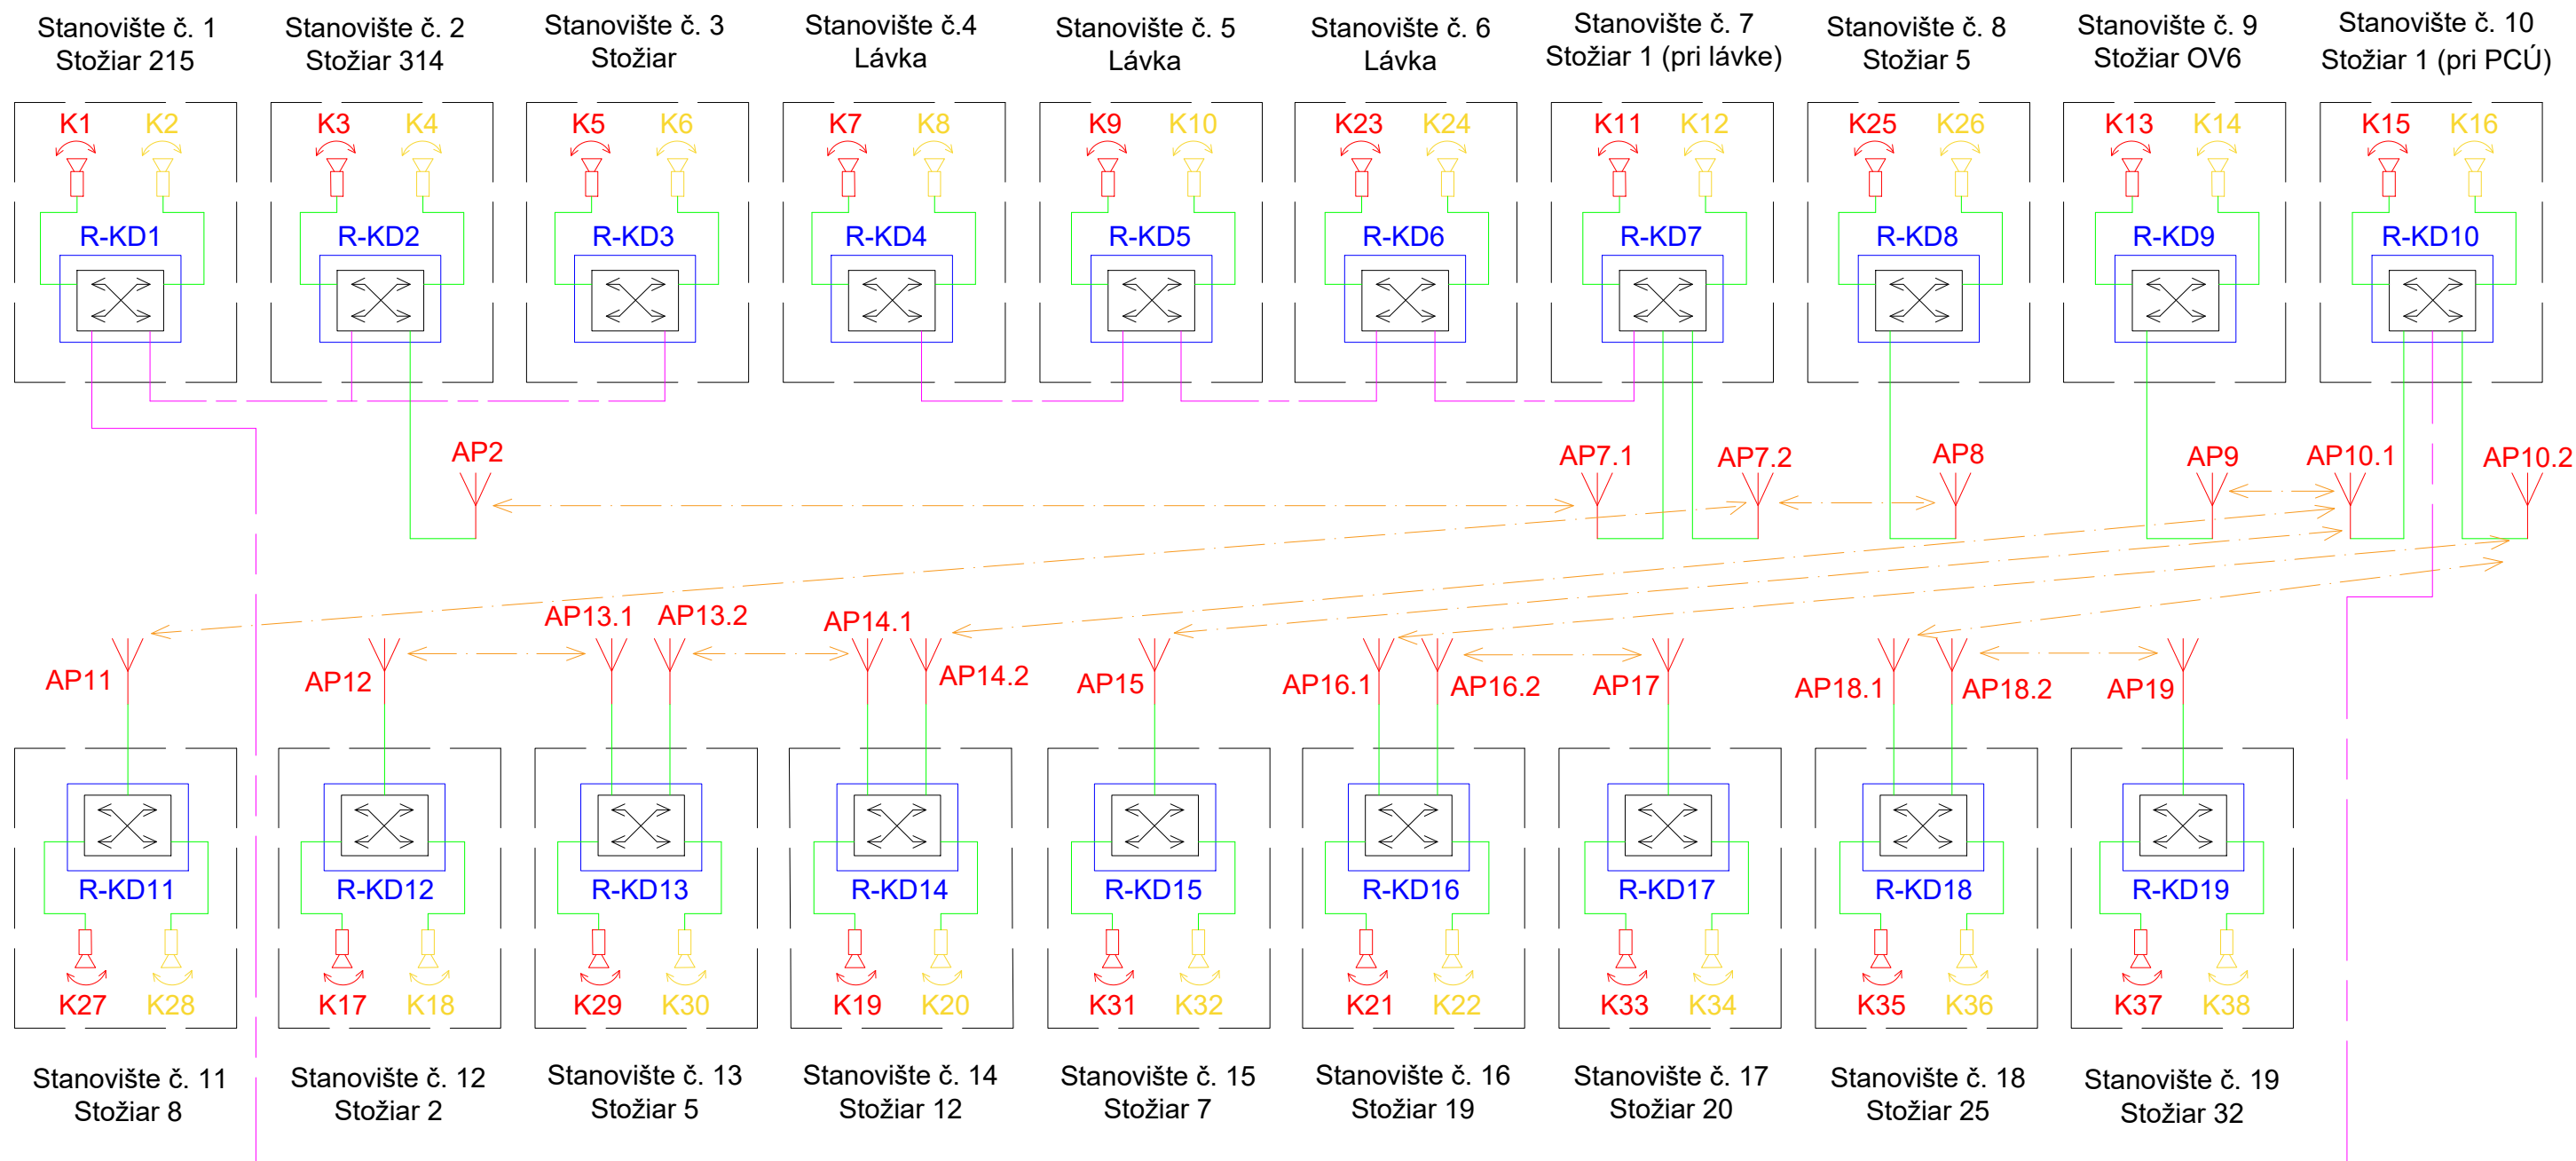 Stanovište č. 1
Stožiar 215
Stanovište č. 2
Stožiar 314
Stanovište č. 3
Stožiar
Stanovište č.4
Lávka
Stanovište č. 5
Lávka
Stanovište č. 6
Lávka
Stanovište č. 7
Stožiar 1 (pri lávke)
Stanovište č. 8
Stožiar 5
Stanovište č. 9
Stožiar OV6
Stanovište č. 10
Stožiar 1 (pri PCÚ)
K1 K2
K3 K4
K5 K6
K7 K8
K9 K10
K23 K24
K11 K12
K25 K26
K13 K14
K15 K16
R-KD1
R-KD2
R-KD3
R-KD4
R-KD5
R-KD6
R-KD7
R-KD8
R-KD9
R-KD10
AP2
AP7.1
AP7.2
AP8
AP9
AP10.1
AP10.2
AP11
AP12
AP13.1
AP13.2
AP14.1
AP14.2
AP15
AP16.1
AP16.2
AP17
AP18.1
AP18.2
AP19
R-KD11
R-KD12
R-KD13
R-KD14
R-KD15
R-KD16
R-KD17
R-KD18
R-KD19
K27 K28
K17 K18
K29 K30
K19 K20
K31 K32
K21 K22
K33 K34
K35 K36
K37 K38
Stanovište č. 11
Stožiar 8
Stanovište č. 12
Stožiar 2
Stanovište č. 13
Stožiar 5
Stanovište č. 14
Stožiar 12
Stanovište č. 15
Stožiar 7
Stanovište č. 16
Stožiar 19
Stanovište č. 17
Stožiar 20
Stanovište č. 18
Stožiar 25
Stanovište č. 19
Stožiar 32